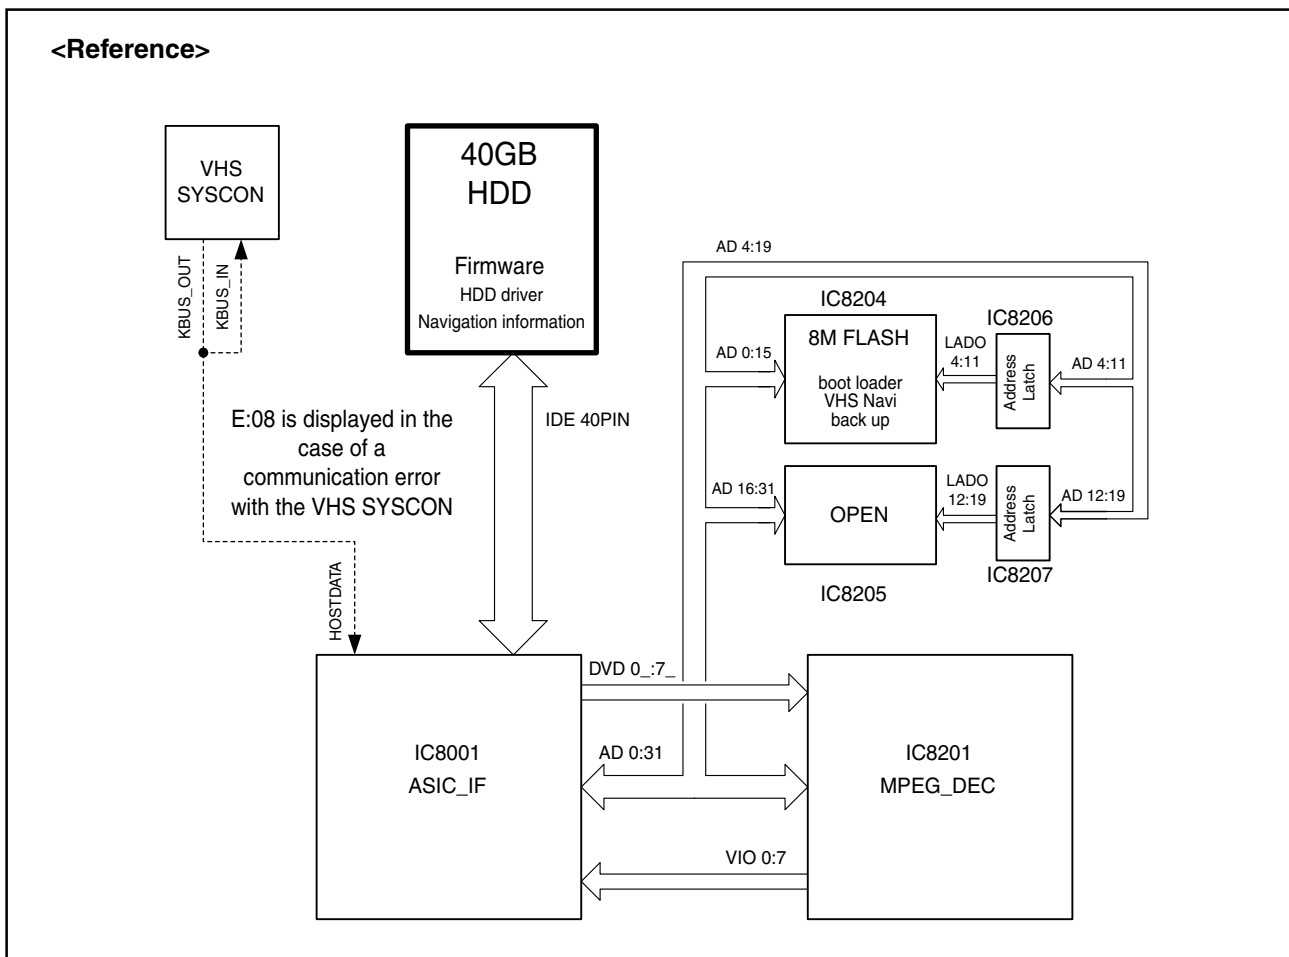 <Reference>
VHS
SYSCON
KBUS_OUT
KBUS_IN
40GB
HDD
Firmware
HDD driver
Navigation information
IDE 40PIN
E:08 is displayed in the
case of a
communication error
with the VHS SYSCON
HOSTDATA
AD 4:19
IC8204
8M FLASH
boot loader
VHS Navi
back up
AD 0:15
LADO
4:11
IC8206
Address
Latch
AD 4:11
AD 16:31
OPEN
IC8205
LADO
12:19
Address
Latch
IC8207
AD 12:19
DVD 0_:7_
IC8001
ASIC_IF
AD 0:31
IC8201
MPEG_DEC
VIO 0:7